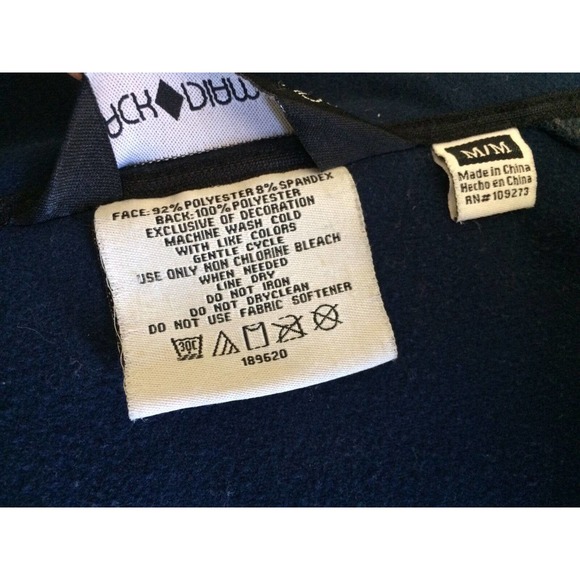 ACK◆DIAM
FACE: 92% POLYESTER 8% SPANDEX
BACK: 100% POLYESTER
EXCLUSIVE OF DECORATION
MACHINE WASH COLD
WITH LIKE COLORS
GENTLE CYCLE
USE ONLY NON CHLORINE BLEACH
WHEN NEEDED
LINE DRY
DO NOT IRON
DO NOT DRYCLEAN
DO NOT USE FABRIC SOFTENER
30C
189620
M/M
Made in China
Hecho en China
RN# 109273